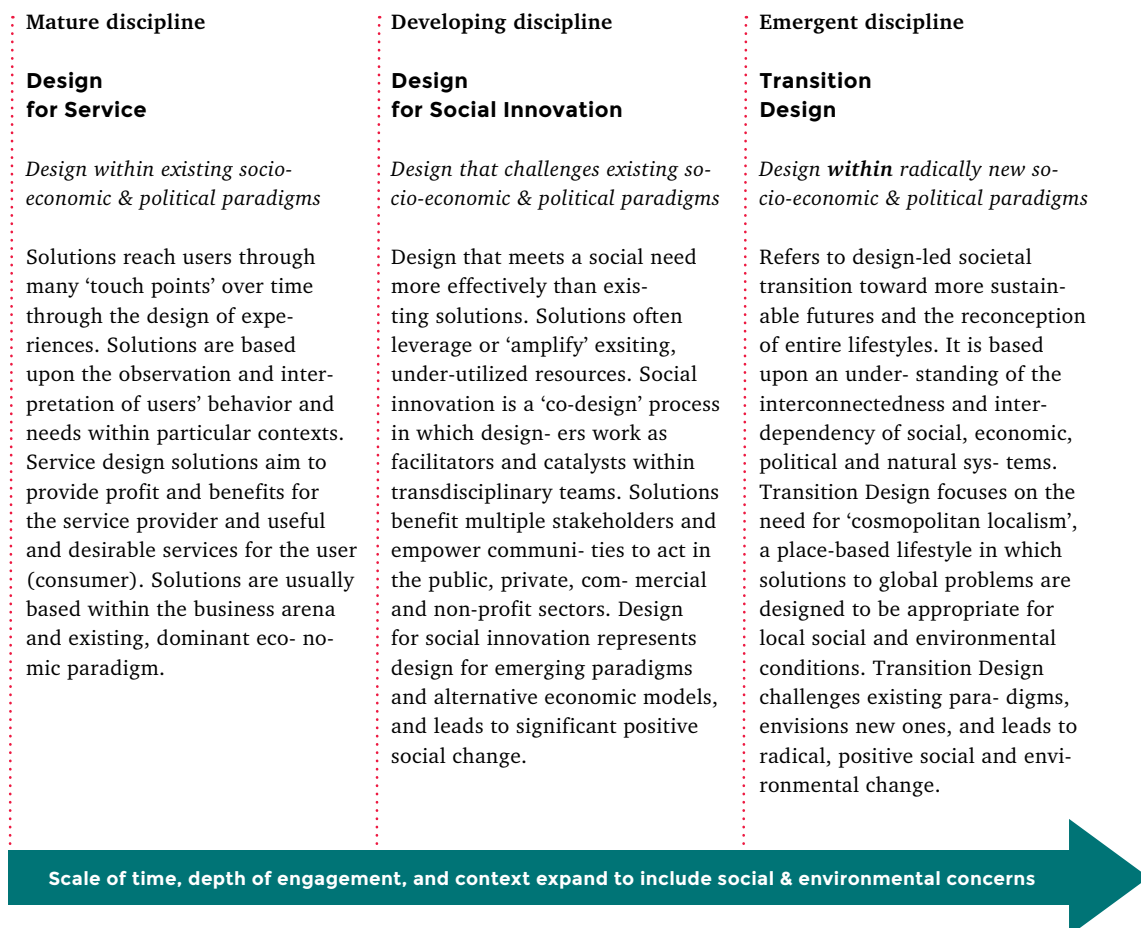 Mature discipline
Design
for Service
Design within existing socio-
economic & political paradigms
Solutions reach users through
many ‘touch points’ over time
through the design of expe-
riences. Solutions are based
upon the observation and inter-
pretation of users’ behavior and
needs within particular contexts.
Service design solutions aim to
provide profit and benefits for
the service provider and useful
and desirable services for the user
(consumer). Solutions are usually
based within the business arena
and existing, dominant eco- no-
mic paradigm.
Developing discipline
Design
for Social Innovation
Design that challenges existing so-
cio-economic & political paradigms
Design that meets a social need
more effectively than exis-
ting solutions. Solutions often
leverage or ‘amplify’ exsiting,
under-utilized resources. Social
innovation is a ‘co-design’ process
in which design- ers work as
facilitators and catalysts within
transdisciplinary teams. Solutions
benefit multiple stakeholders and
empower communi- ties to act in
the public, private, com- mercial
and non-profit sectors. Design
for social innovation represents
design for emerging paradigms
and alternative economic models,
and leads to significant positive
social change.
Emergent discipline
Transition
Design
Design within radically new so-
cio-economic & political paradigms
Refers to design-led societal
transition toward more sustain-
able futures and the reconception
of entire lifestyles. It is based
upon an under- standing of the
interconnectedness and inter-
dependency of social, economic,
political and natural sys- tems.
Transition Design focuses on the
need for ‘cosmopolitan localism’,
a place-based lifestyle in which
solutions to global problems are
designed to be appropriate for
local social and environmental
conditions. Transition Design
challenges existing para- digms,
envisions new ones, and leads to
radical, positive social and envi-
ronmental change.
Scale of time, depth of engagement, and context expand to include social & environmental concerns